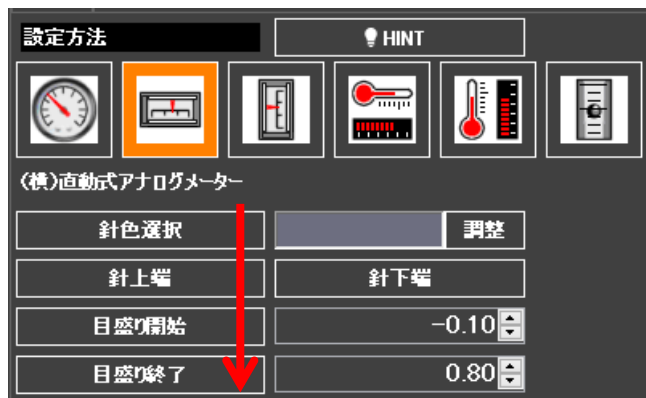 設定方法 HINT
(横)直動式アナログメーター
針色選択 調整
針上端 針下端
目盛り開始 -0.10
目盛り終了 0.80